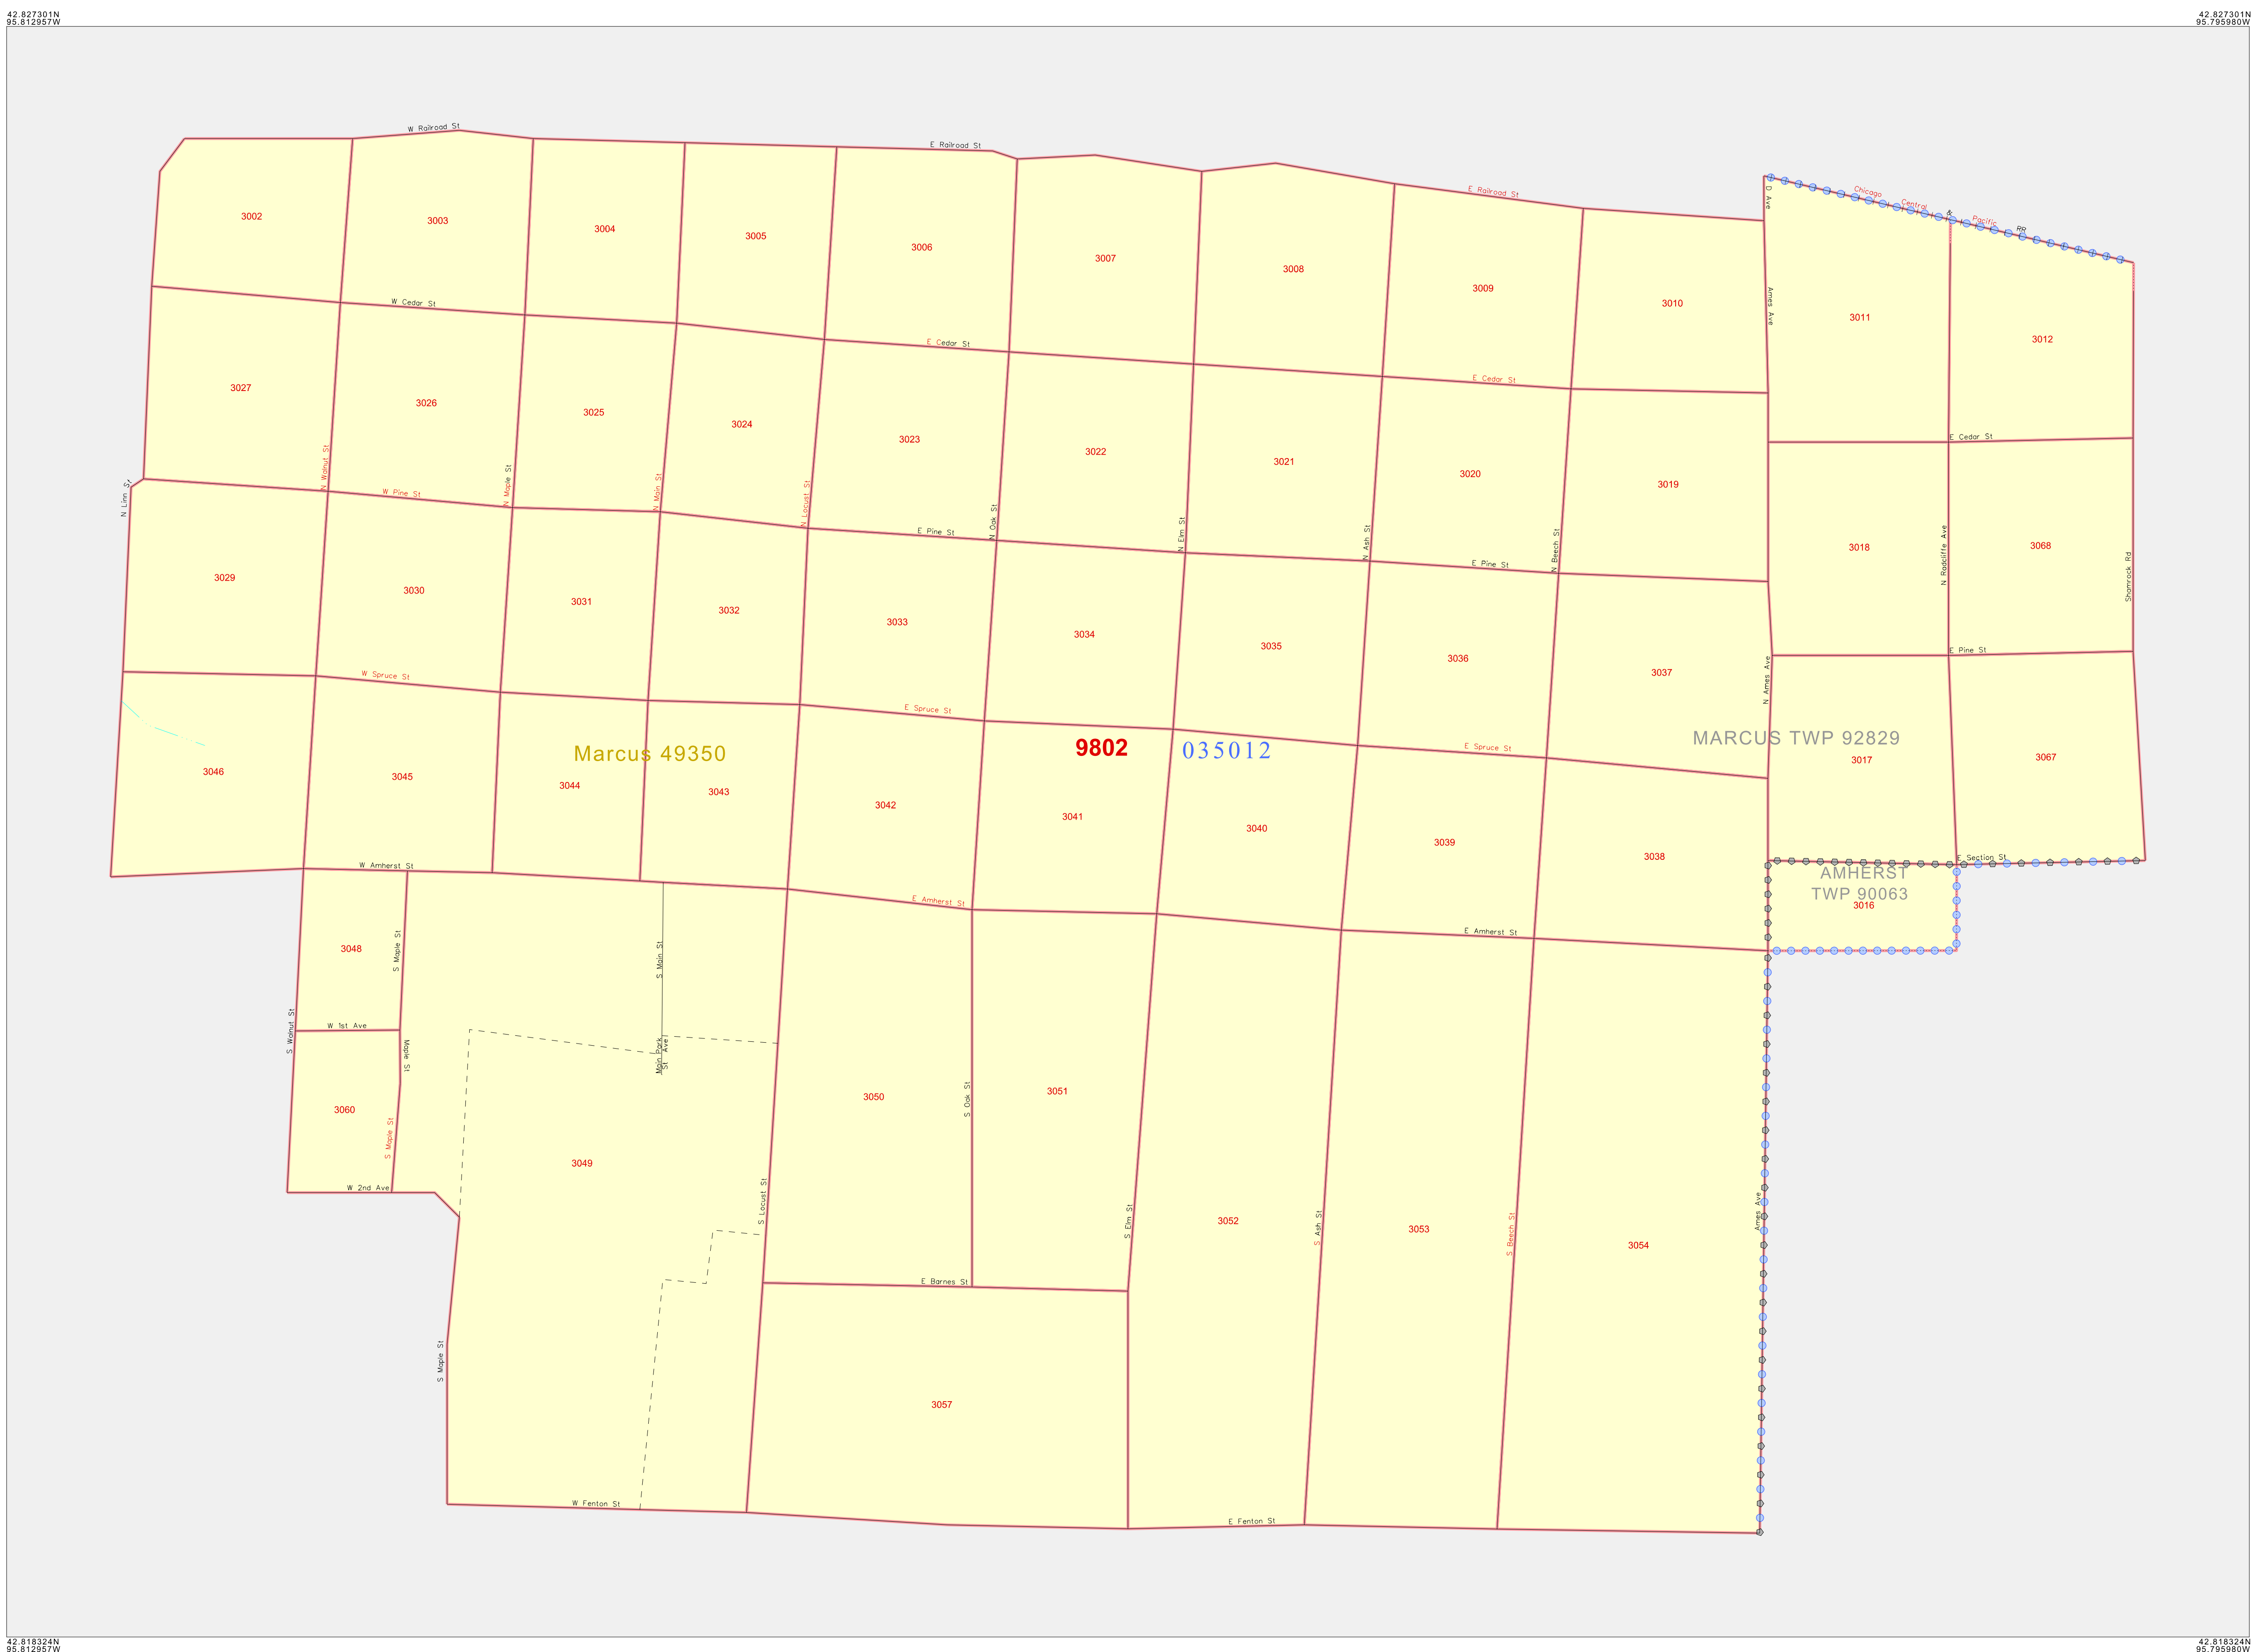 42.827301N
95.812957W
42.827301N
95.795980W
W Railroad St
E Railroad St
E Railroad St
D Ave
Chicago
Central
&
Pacific
RR
3002
3003
3004
3005
3006
3007
3008
3009
3010
3011
3012
Ames Ave
W Cedar St
E Cedar St
E Cedar St
E Cedar St
3027
3026
3025
3024
3023
3022
3021
3020
3019
3018
3068
N Linn St
N Walnut St
N Maple St
N Main St
N Locust St
N Oak St
N Elm St
N Ash St
N Beech St
N Radcliffe Ave
Shamrock Rd
W Pine St
E Pine St
E Pine St
E Pine St
3029
3030
3031
3032
3033
3034
3035
3036
3037
N Ames Ave
W Spruce St
E Spruce St
E Spruce St
Marcus 49350
9802
035012
MARCUS TWP 92829
3046
3045
3044
3043
3042
3041
3040
3039
3038
3017
3067
E Section St
AMHERST
TWP 90063
3016
W Amherst St
E Amherst St
E Amherst St
3048
S Maple St
S Main St
S Walnut St
W 1st Ave
Maple St
Main Park
St Ave
3060
S Maple St
W 2nd Ave
3049
3050
S Oak St
3051
S Locust St
S Elm St
3052
S Ash St
3053
S Beech St
3054
Ames Ave
E Barnes St
S Maple St
3057
W Fenton St
E Fenton St
42.818324N
95.812957W
42.818324N
95.795980W